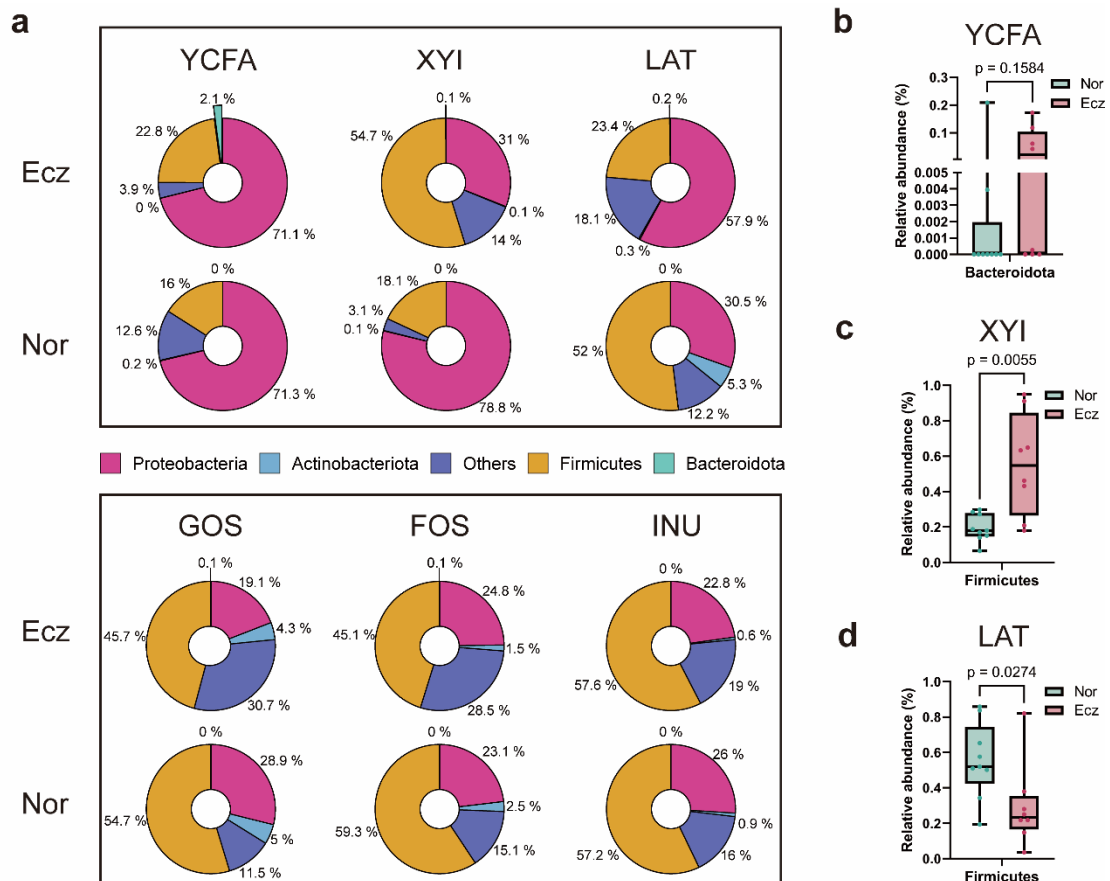 a
YCFA
XYI
LAT
Ecz
2.1 %
22.8 %
3.9 %
0 %
71.1 %
0.1 %
54.7 %
31 %
0.1 %
14 %
0.2 %
23.4 %
18.1 %
0.3 %
57.9 %
Nor
0 %
16 %
12.6 %
0.2 %
71.3 %
0 %
18.1 %
3.1 %
0.1 %
78.8 %
0 %
30.5 %
52 %
5.3 %
12.2 %
Proteobacteria
Actinobacteriota
Others
Firmicutes
Bacteroidota
GOS
FOS
INU
Ecz
0.1 %
19.1 %
45.7 %
4.3 %
30.7 %
0.1 %
24.8 %
45.1 %
1.5 %
28.5 %
0 %
22.8 %
0.6 %
57.6 %
19 %
Nor
0 %
28.9 %
54.7 %
5 %
11.5 %
0 %
23.1 %
2.5 %
59.3 %
15.1 %
0 %
26 %
0.9 %
57.2 %
16 %
b
YCFA
p = 0.1584
Nor
Ecz
Relative abundance (%)
0.3
0.2
0.1
0.005
0.004
0.003
0.002
0.001
0.000
Bacteroidota
c
XYI
p = 0.0055
Nor
Ecz
Relative abundance (%)
1.0
0.8
0.6
0.4
0.2
0.0
Firmicutes
d
LAT
p = 0.0274
Nor
Ecz
Relative abundance (%)
1.0
0.8
0.6
0.4
0.2
0.0
Firmicutes